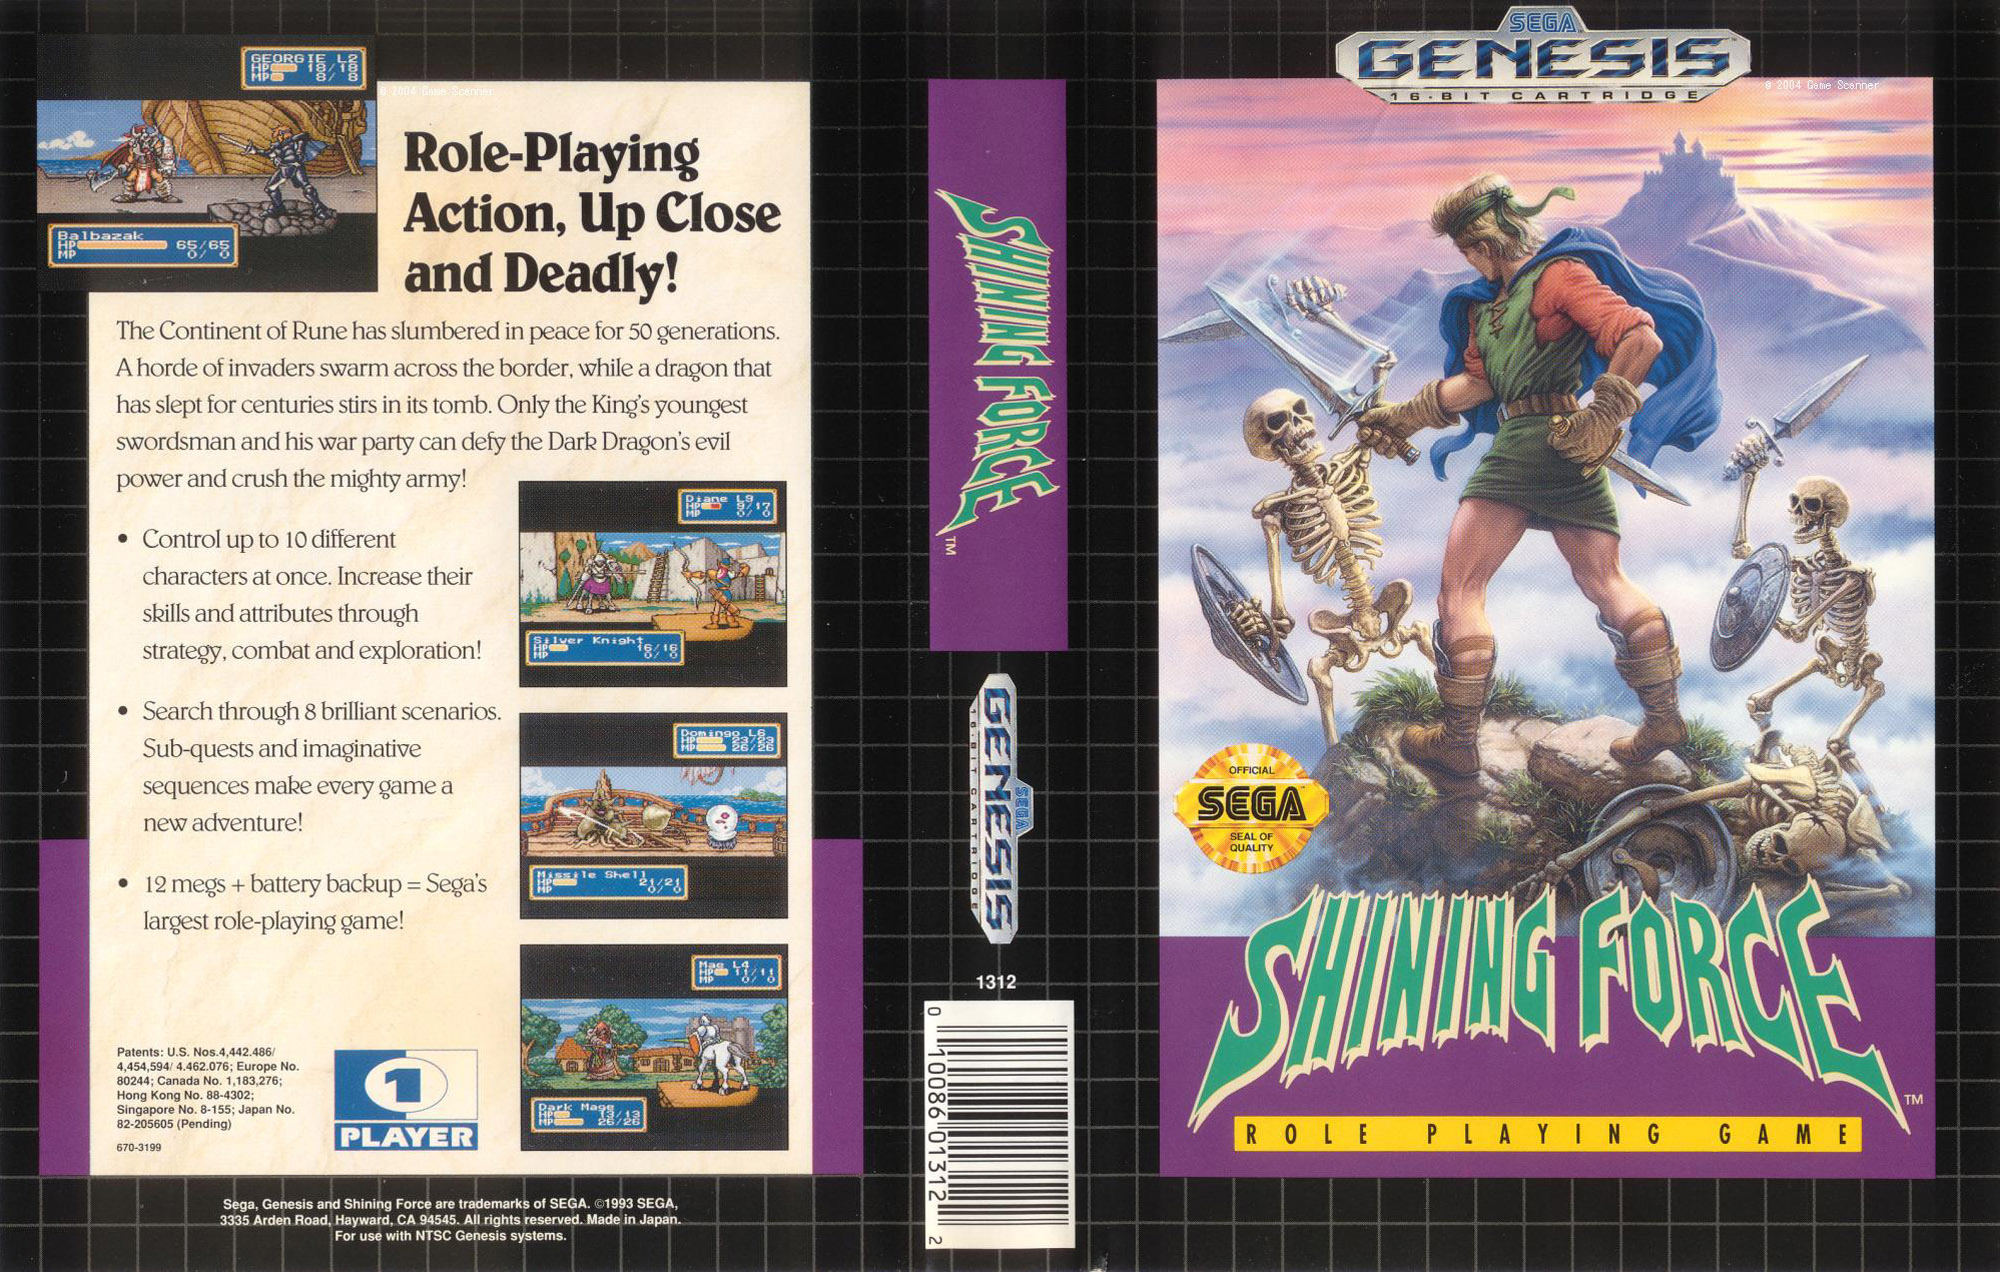 GEORGIE L2
HP 18/18
MP 8/ 8
Balbazak
HP 65/65
MP 0/ 0
© 2004 Game Scanner
Role-Playing
Action, Up Close
and Deadly!
The Continent of Rune has slumbered in peace for 50 generations.
A horde of invaders swarm across the border, while a dragon that
has slept for centuries stirs in its tomb. Only the King's youngest
swordsman and his war party can defy the Dark Dragon's evil
power and crush the mighty army!
• Control up to 10 different
characters at once. Increase their
skills and attributes through
strategy, combat and exploration!
• Search through 8 brilliant scenarios.
Sub-quests and imaginative
sequences make every game a
new adventure!
• 12 megs + battery backup = Sega's
largest role-playing game!
Diane L9
HP 9/17
MP 0/ 0
Silver Knight
HP 16/16
MP 0/ 0
Domingo L6
HP 23/23
MP 26/26
Missile Shell
HP 21/21
MP 0/ 0
Mae L4
HP 11/11
MP 0/ 0
Dark Mage
HP 13/13
MP 26/26
Patents: U.S. Nos.4,442.486/
4,454,594/ 4.462.076; Europe No.
80244; Canada No. 1,183,276;
Hong Kong No. 88-4302;
Singapore No. 8-155; Japan No.
82-205605 (Pending)
670-3199
1
PLAYER
Sega, Genesis and Shining Force are trademarks of SEGA. ©1993 SEGA,
3335 Arden Road, Hayward, CA 94545. All rights reserved. Made in Japan.
For use with NTSC Genesis systems.
SHINING FORCE™
SEGA
GENESIS
16-BIT CARTRIDGE
1312
0 10086 01312 2
SEGA
GENESIS™
16-BIT CARTRIDGE
© 2004 Game Scanner
OFFICIAL
SEGA™
SEAL OF
QUALITY
SHINING FORCE™
ROLE PLAYING GAME